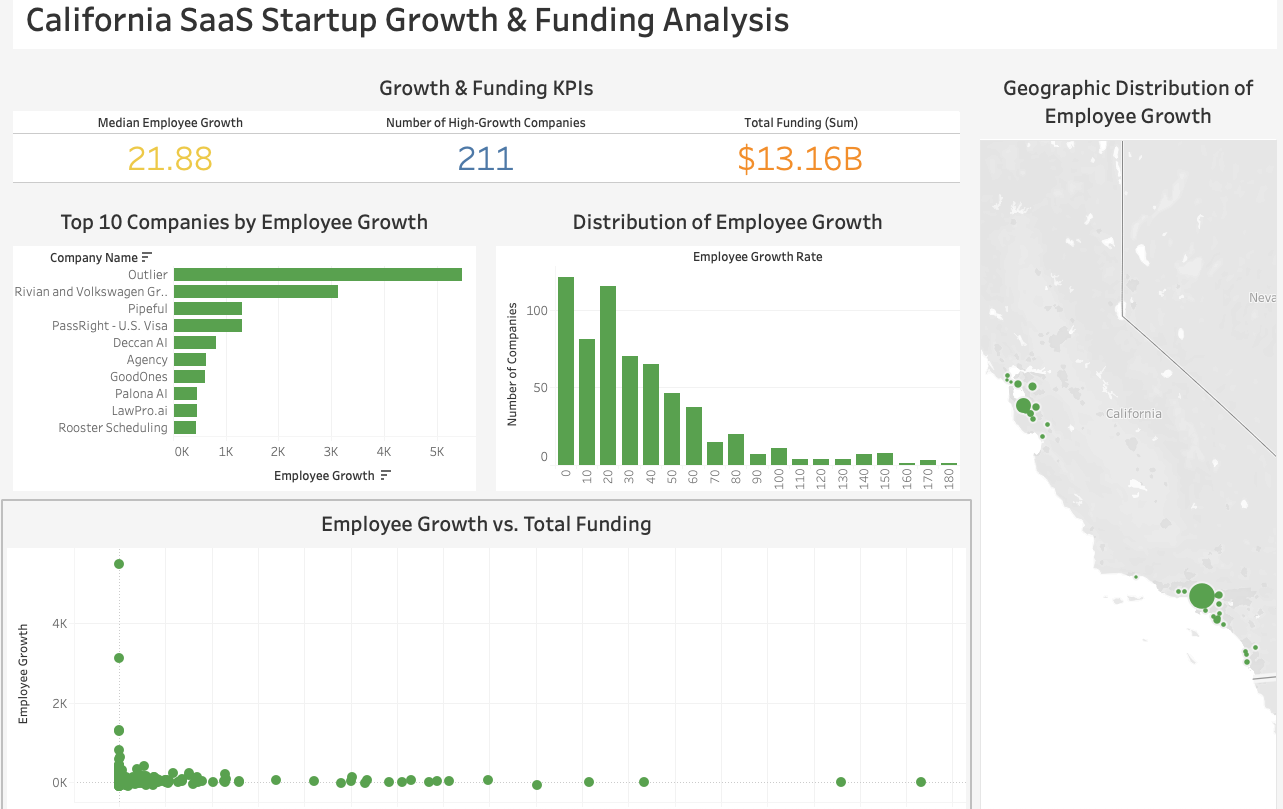 California SaaS Startup Growth & Funding Analysis
Growth & Funding KPIs
Median Employee Growth
Number of High-Growth Companies
Total Funding (Sum)
21.88
211
$13.16B
Top 10 Companies by Employee Growth
Company Name
Outlier
Rivian and Volkswagen Gr..
Pipeful
PassRight - U.S. Visa
Deccan AI
Agency
GoodOnes
Palona AI
LawPro.ai
Rooster Scheduling
0K 1K 2K 3K 4K 5K
Employee Growth
Distribution of Employee Growth
Employee Growth Rate
Number of Companies
100
50
0
0 10 20 30 40 50 60 70 80 90 100 110 120 130 140 150 160 170 180
Employee Growth vs. Total Funding
Employee Growth
4K
2K
0K
Geographic Distribution of
Employee Growth
Neva
California